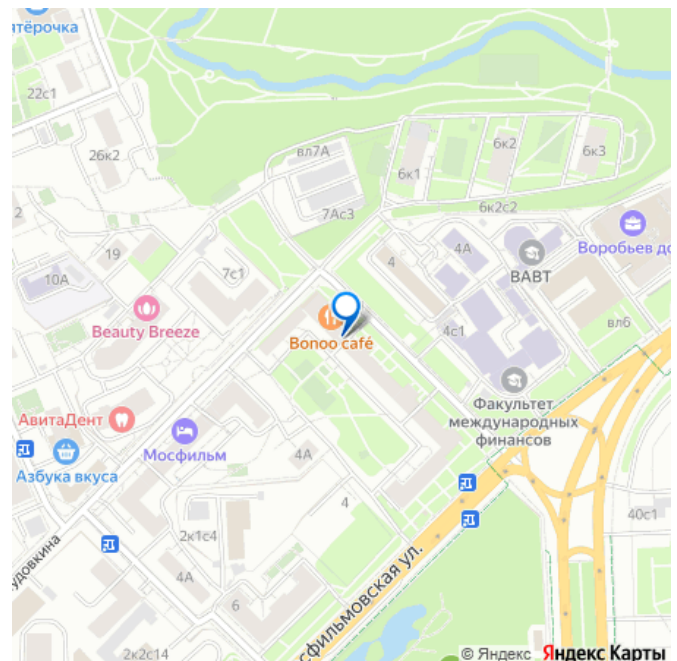 ятёрочка
22с1
26к2
вл7А
6к1
6к2
6к3
7Ас3
6к2с2
2
19
7с1
4
4А
ВАВТ
Воробьев до
10А
Beauty Breeze
Bonoo café
4с1
вл6
АвитаДент
Факультет
международных
финансов
Мосфильм
Азбука вкуса
4А
4
2к1с4
40с1
удовкина
4А
6
сфильмовская ул.
2к2с14
© Яндекс Яндекс Карты